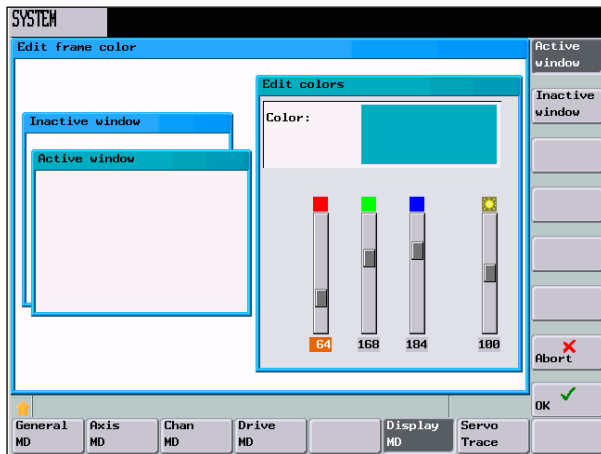 SYSTEM
Edit frame color
Active
window
Edit colors
Inactive
window
Color:
Inactive window
Active window
64
168
184
100
Abort
OK
General
MD
Axis
MD
Chan
MD
Drive
MD
Display
MD
Servo
Trace